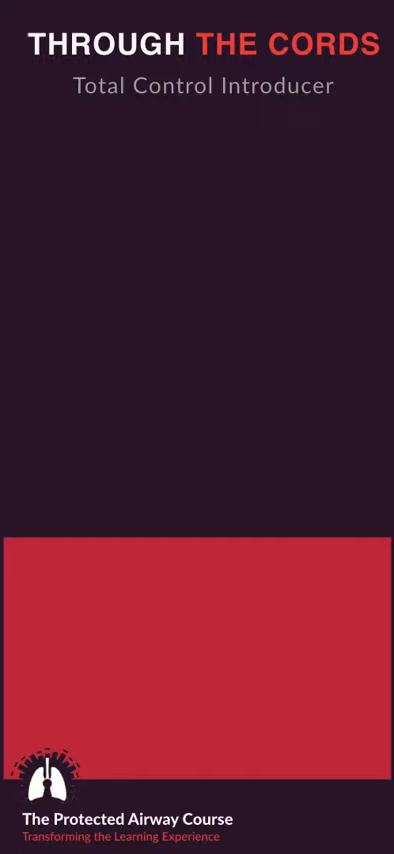 THROUGH THE CORDS
Total Control Introducer
The Protected Airway Course
Transforming the Learning Experience